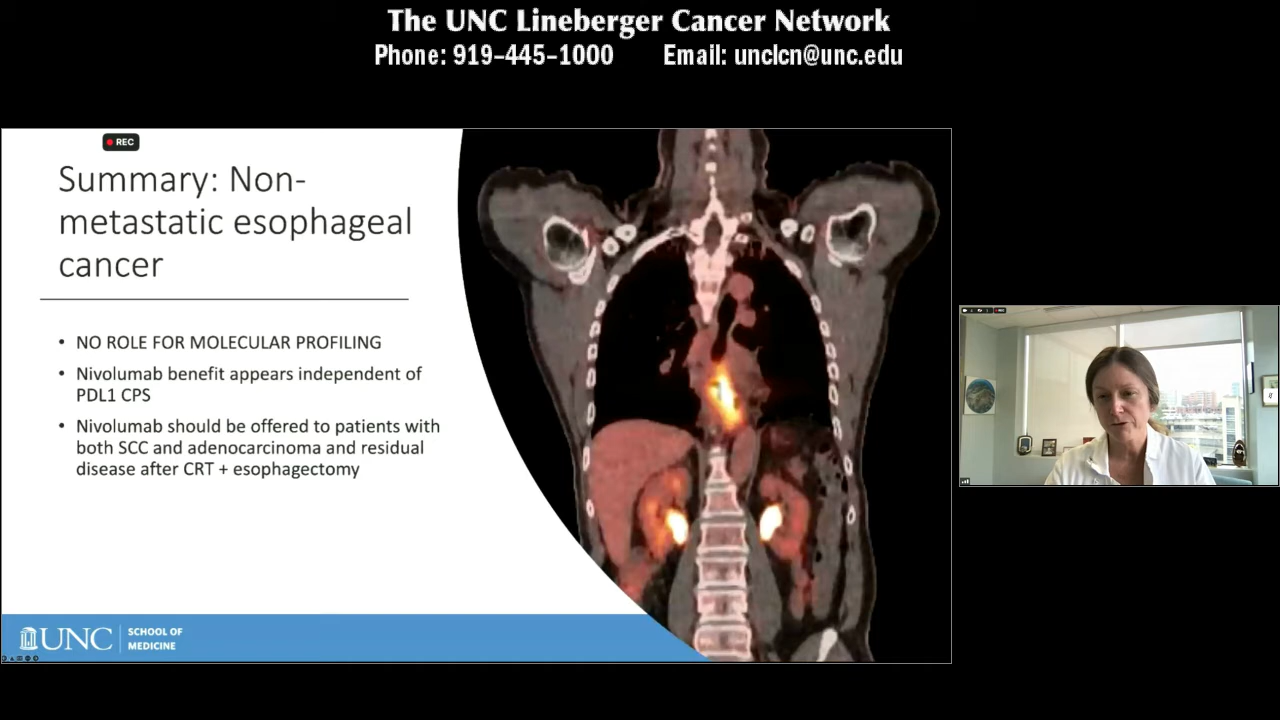 The UNC Lineberger Cancer Network
Phone: 919-445-1000 Email: unclcn@unc.edu
REC
Summary: Non-
metastatic esophageal
cancer
• NO ROLE FOR MOLECULAR PROFILING
• Nivolumab benefit appears independent of
PDL1 CPS
• Nivolumab should be offered to patients with
both SCC and adenocarcinoma and residual
disease after CRT + esophagectomy
UNC
SCHOOL OF
MEDICINE